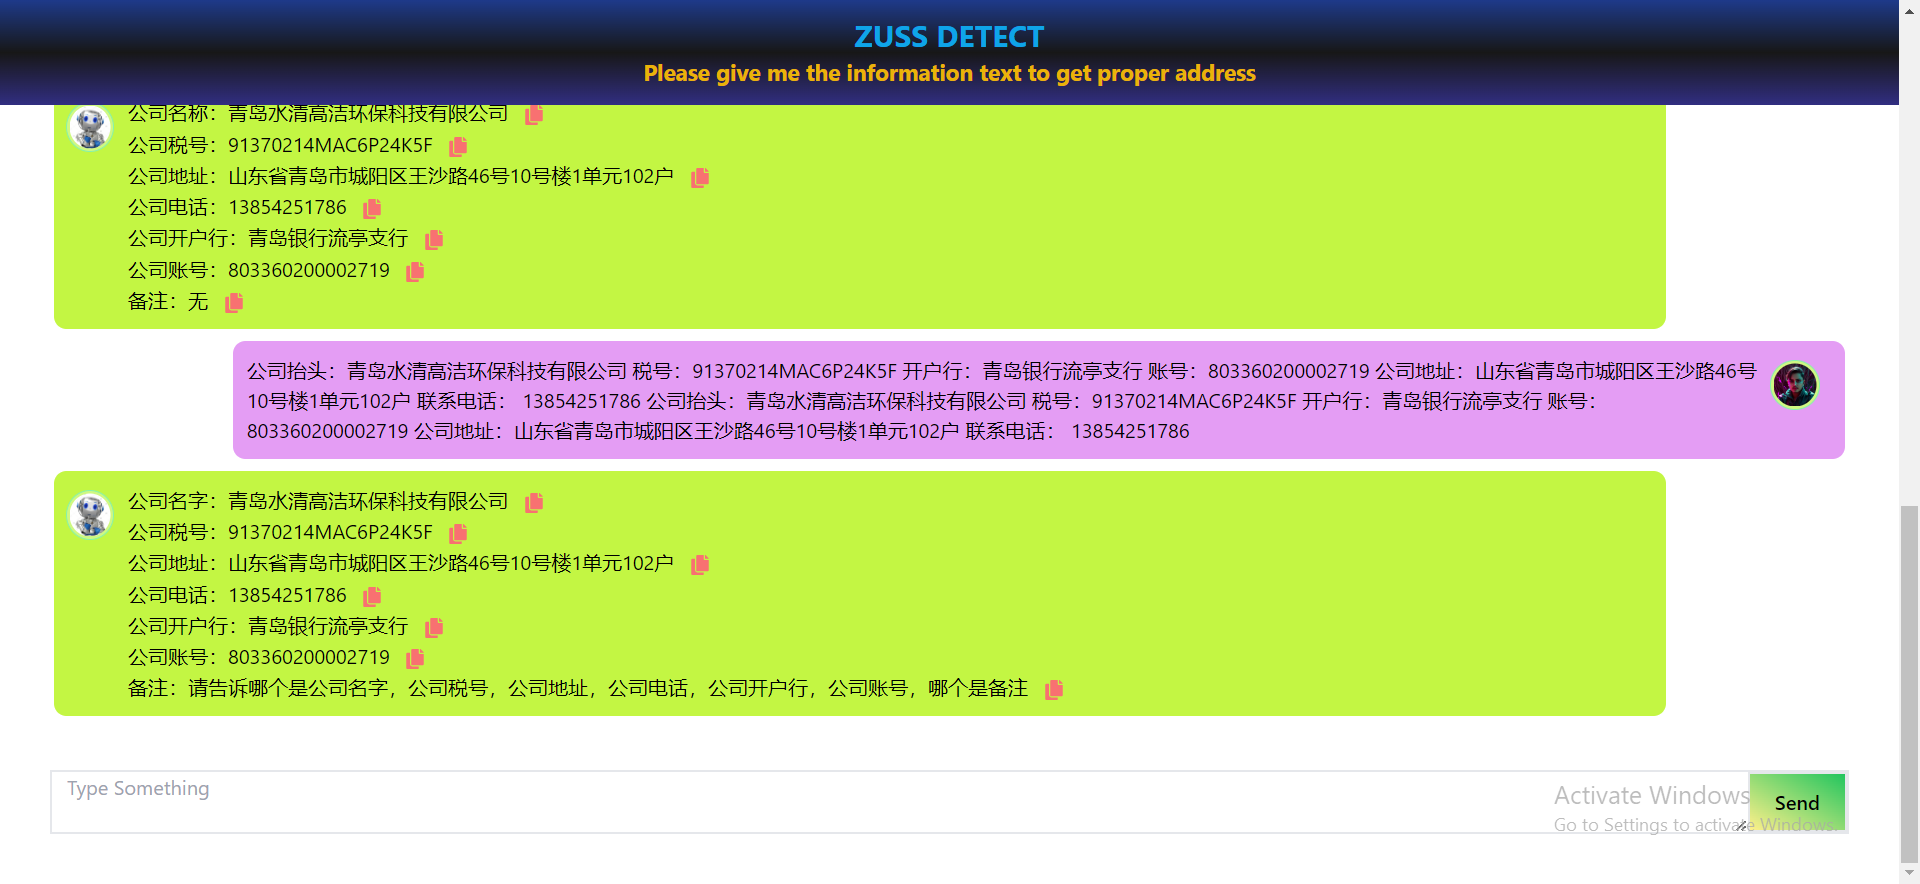 ZUSS DETECT
Please give me the information text to get proper address
公司名称：青岛水清高洁环保科技有限公司
公司税号：91370214MAC6P24K5F
公司地址：山东省青岛市城阳区王沙路46号10号楼1单元102户
公司电话：13854251786
公司开户行：青岛银行流亭支行
公司账号：803360200002719
备注：无
公司抬头：青岛水清高洁环保科技有限公司 税号：91370214MAC6P24K5F 开户行：青岛银行流亭支行 账号：803360200002719 公司地址：山东省青岛市城阳区王沙路46号
10号楼1单元102户 联系电话： 13854251786 公司抬头：青岛水清高洁环保科技有限公司 税号：91370214MAC6P24K5F 开户行：青岛银行流亭支行 账号：
803360200002719 公司地址：山东省青岛市城阳区王沙路46号10号楼1单元102户 联系电话： 13854251786
公司名字：青岛水清高洁环保科技有限公司
公司税号：91370214MAC6P24K5F
公司地址：山东省青岛市城阳区王沙路46号10号楼1单元102户
公司电话：13854251786
公司开户行：青岛银行流亭支行
公司账号：803360200002719
备注：请告诉哪个是公司名字，公司税号，公司地址，公司电话，公司开户行，公司账号，哪个是备注
Type Something
Send
Activate Windows
Go to Settings to activate Windows.